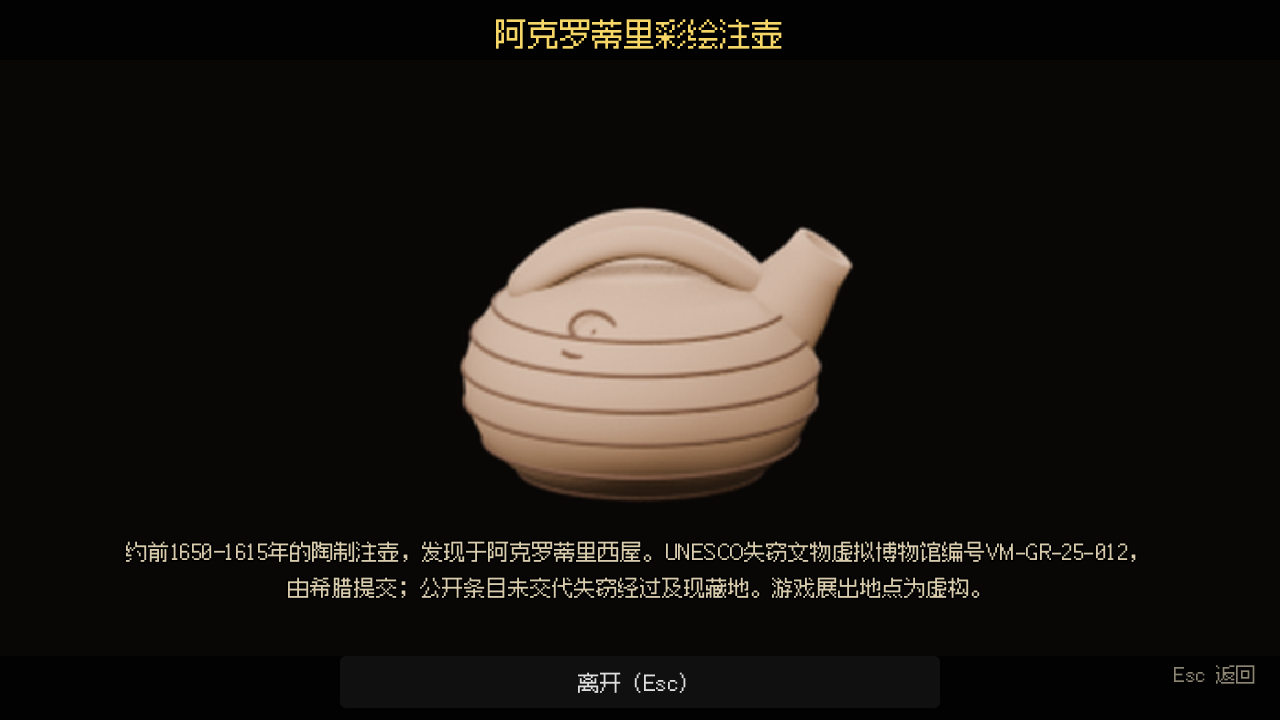 阿克罗蒂里彩绘注壶
约前1650-1615年的陶制注壶，发现于阿克罗蒂里西屋。UNESCO失窃文物虚拟博物馆编号VM-GR-25-012，
由希腊提交；公开条目未交代失窃经过及现藏地。游戏展出地点为虚构。
离开（Esc）
Esc 返回